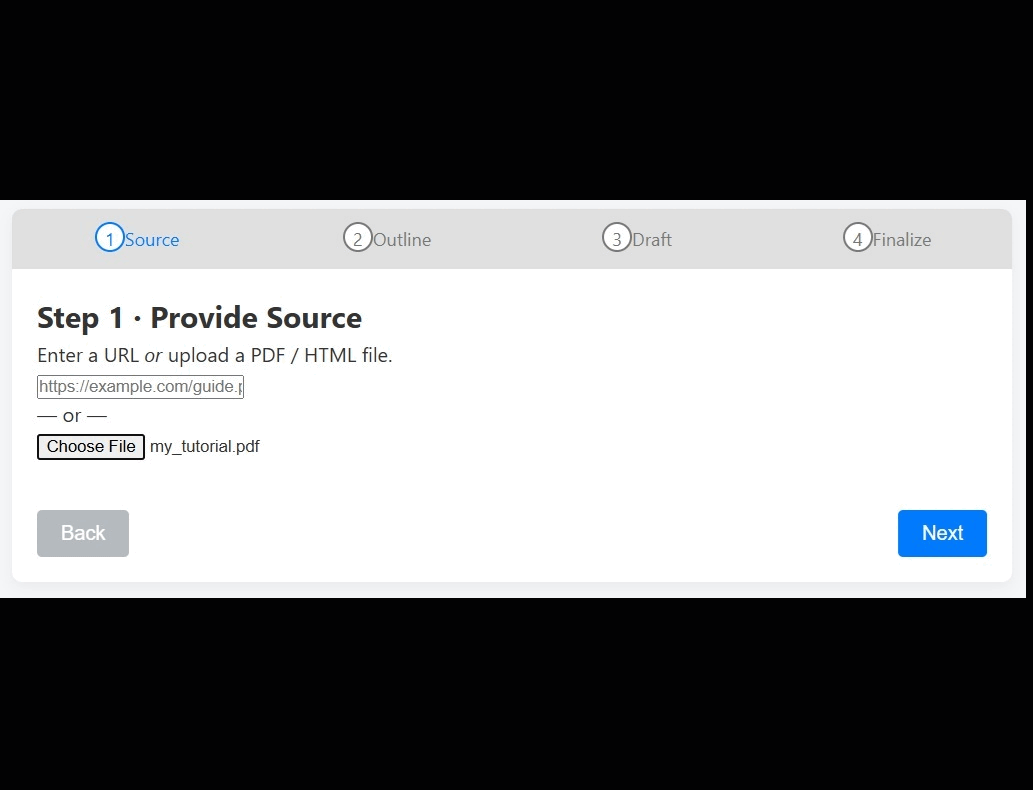 1 Source 2 Outline 3 Draft 4 Finalize
Step 1 · Provide Source
Enter a URL or upload a PDF / HTML file.
https://example.com/guide.p
— or —
Choose File my_tutorial.pdf
Back Next